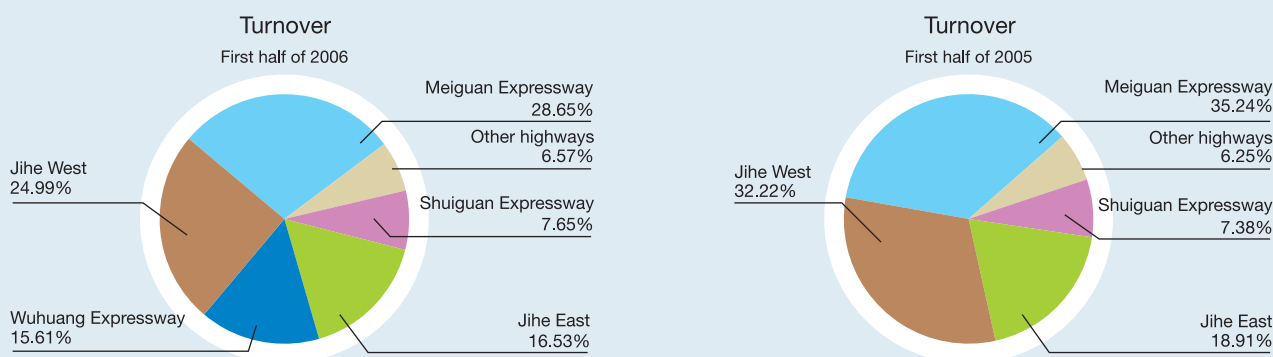 Turnover
First half of 2006
Meiguan Expressway
28.65%
Other highways
6.57%
Jihe West
24.99%
Shuiguan Expressway
7.65%
Wuhuang Expressway
15.61%
Jihe East
16.53%
Turnover
First half of 2005
Meiguan Expressway
35.24%
Other highways
6.25%
Jihe West
32.22%
Shuiguan Expressway
7.38%
Jihe East
18.91%